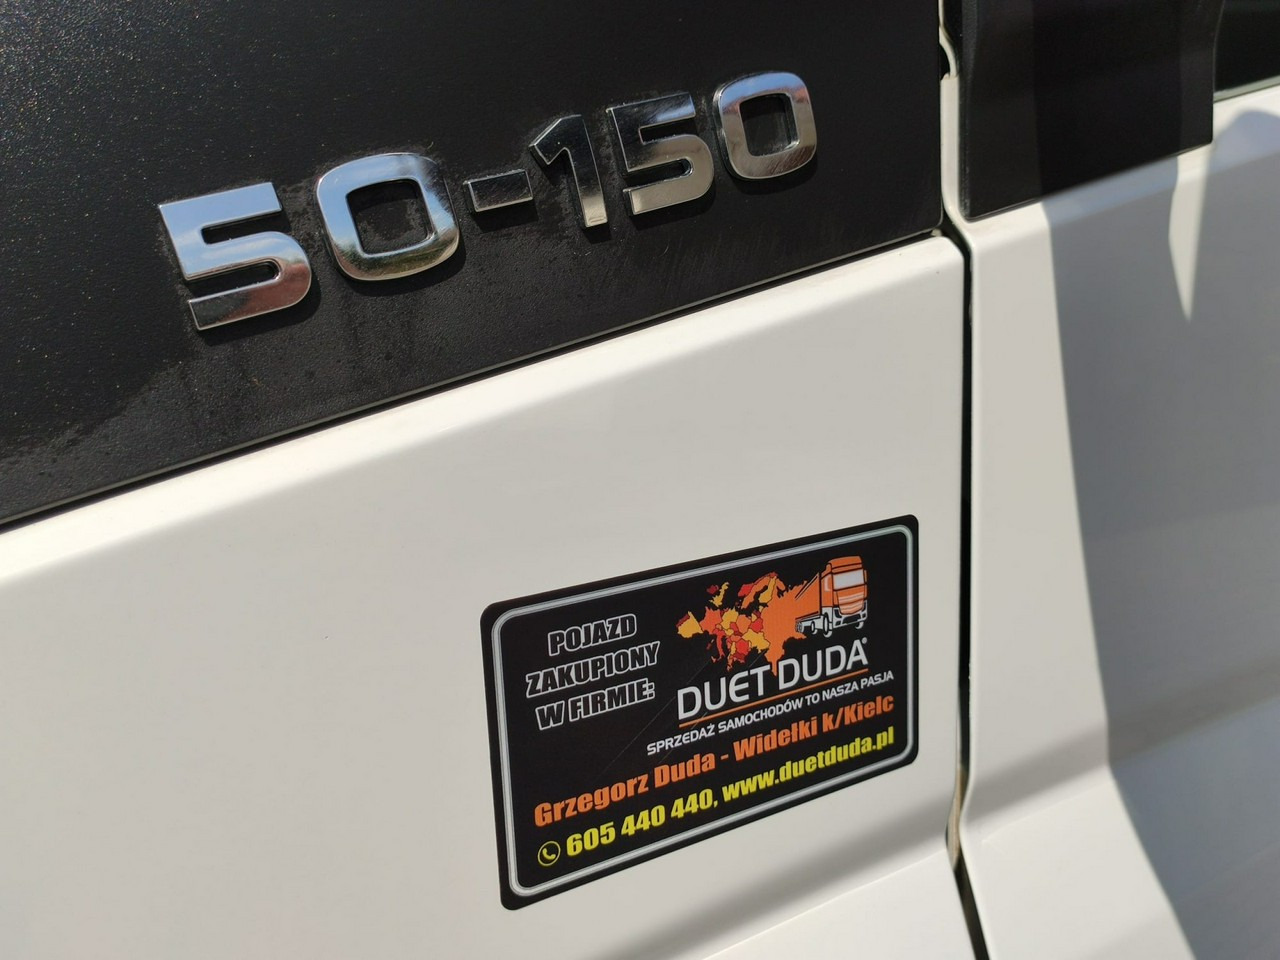 50-150
POJAZD
ZAKUPIONY
W FIRMIE:
DUET DUDA®
SPRZEDAŻ SAMOCHODÓW TO NASZA PASJA
Grzegorz Duda - Widełki k/Kielc
605 440 440, www.duetduda.pl